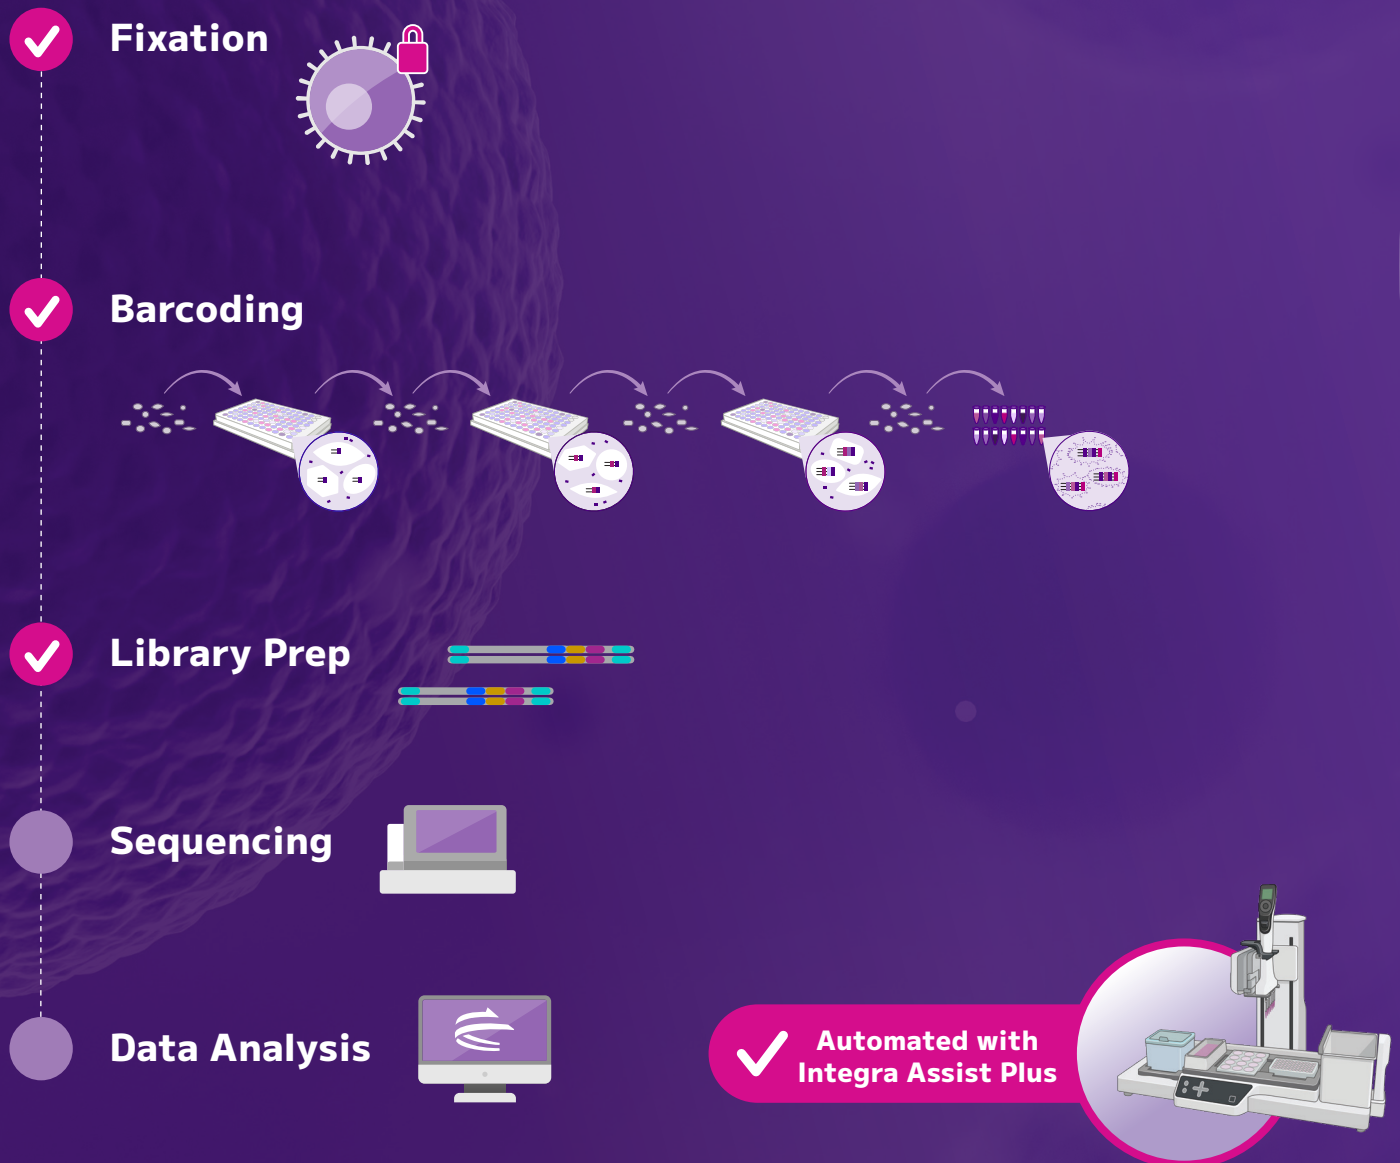 Fixation
Barcoding
Library Prep
Sequencing
Data Analysis
Automated with
Integra Assist Plus